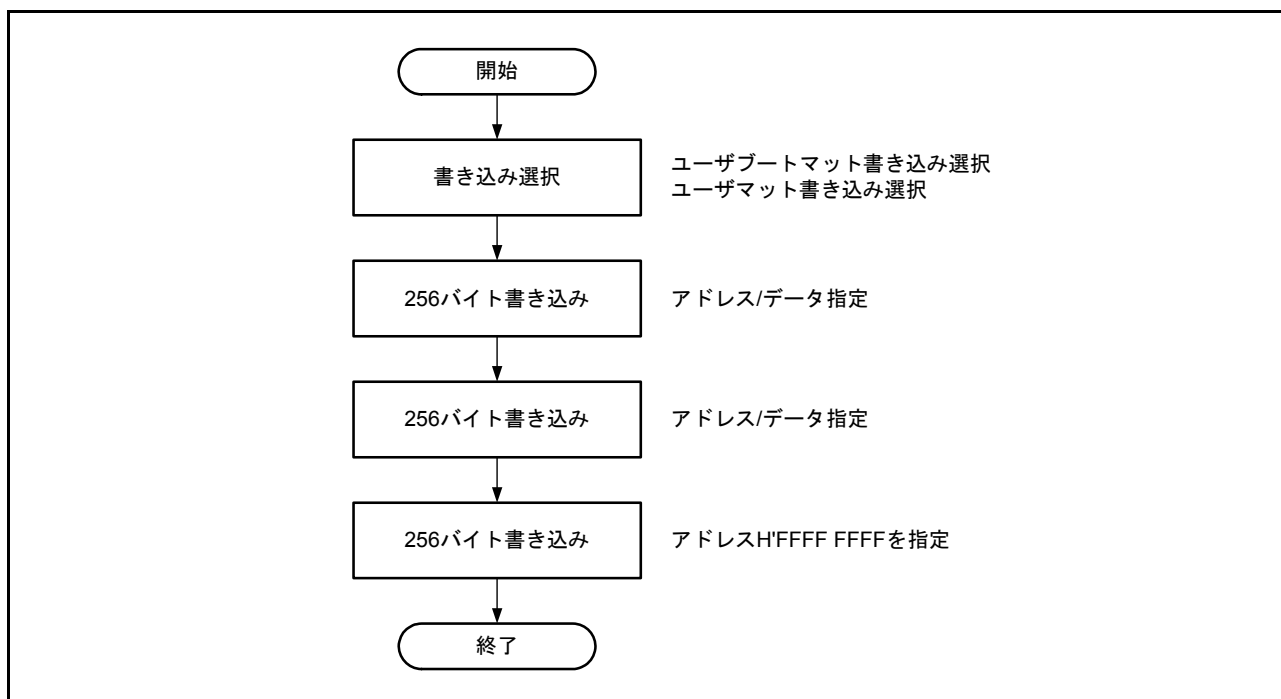 開始
書き込み選択
ユーザブートマット書き込み選択
ユーザマット書き込み選択
256バイト書き込み
アドレス/データ指定
256バイト書き込み
アドレス/データ指定
256バイト書き込み
アドレスH'FFFF FFFFを指定
終了